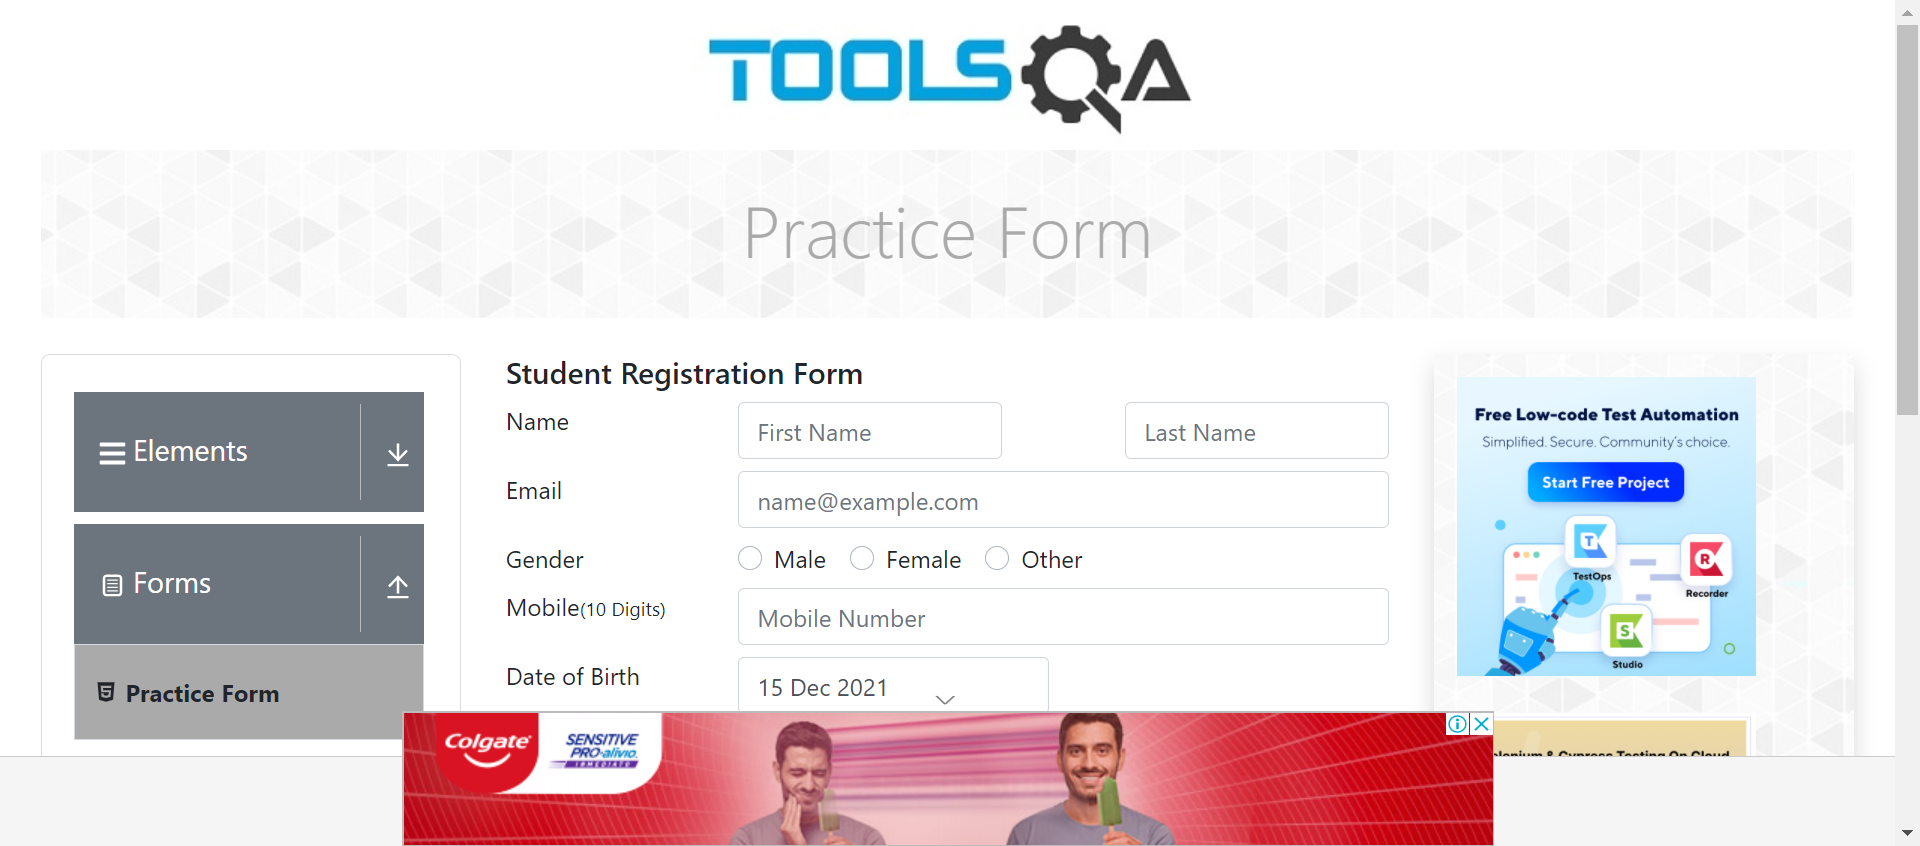 TOOLSQA
Practice Form
Elements
Forms
Practice Form
Student Registration Form
Name
First Name
Last Name
Email
name@example.com
Gender
Male
Female
Other
Mobile(10 Digits)
Mobile Number
Date of Birth
15 Dec 2021
Free Low-code Test Automation
Simplified. Secure. Community's choice.
Start Free Project
TestOps
Recorder
Studio
Cypress Testing On Cloud
Colgate
SENSITIVE
PRO-alivio
IMMEDIATO